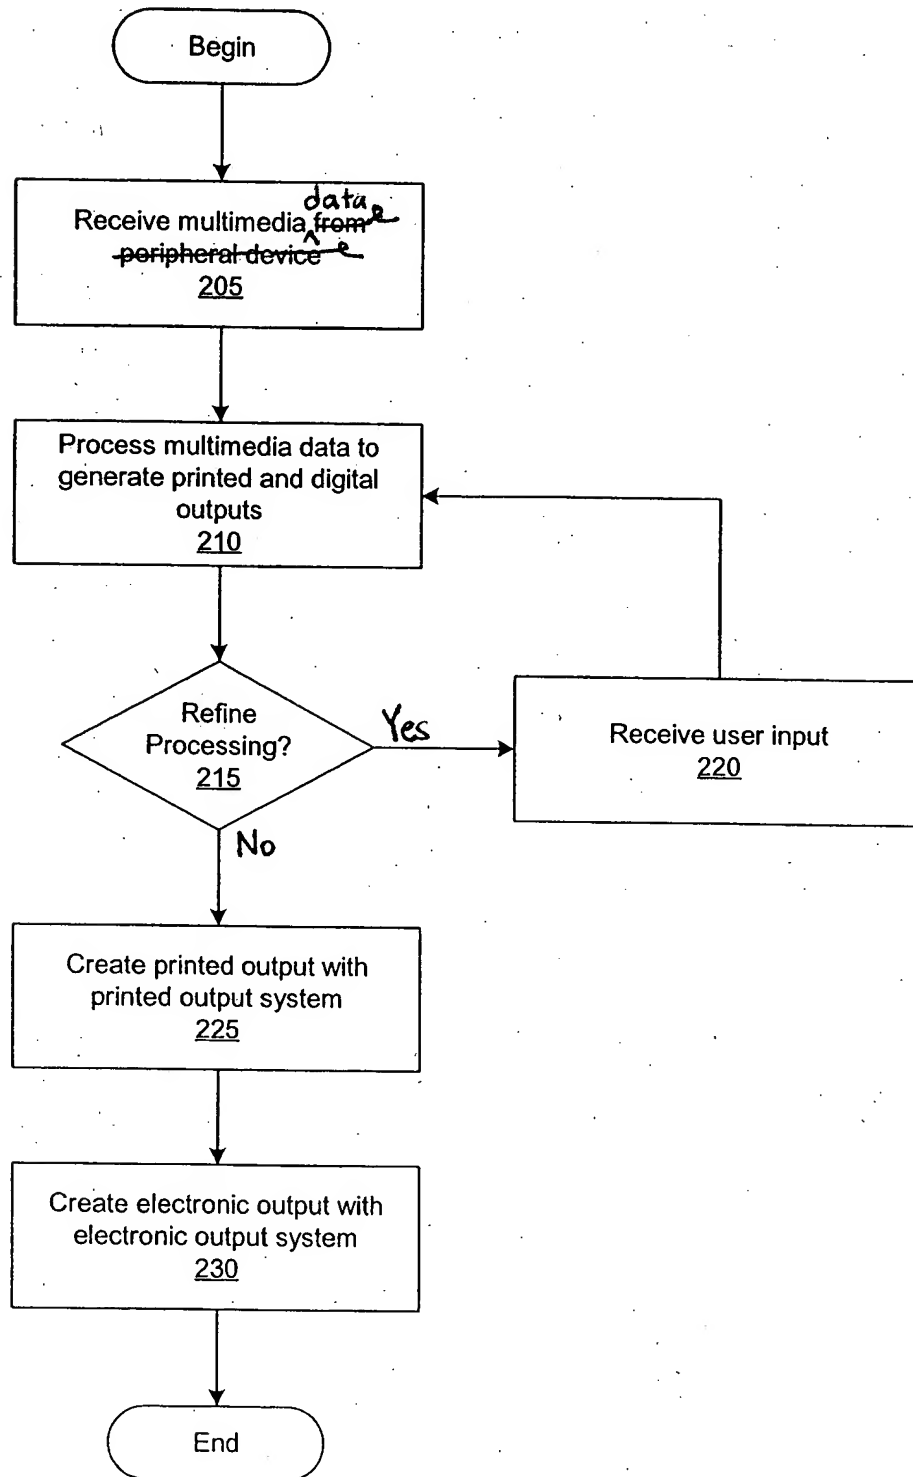 Begin
data
Receive multimedia from
peripheral device
205
Process multimedia data to
generate printed and digital
outputs
210
Refine
Processing?
215
Yes
Receive user input
220
No
Create printed output with
printed output system
225
Create electronic output with
electronic output system
230
End